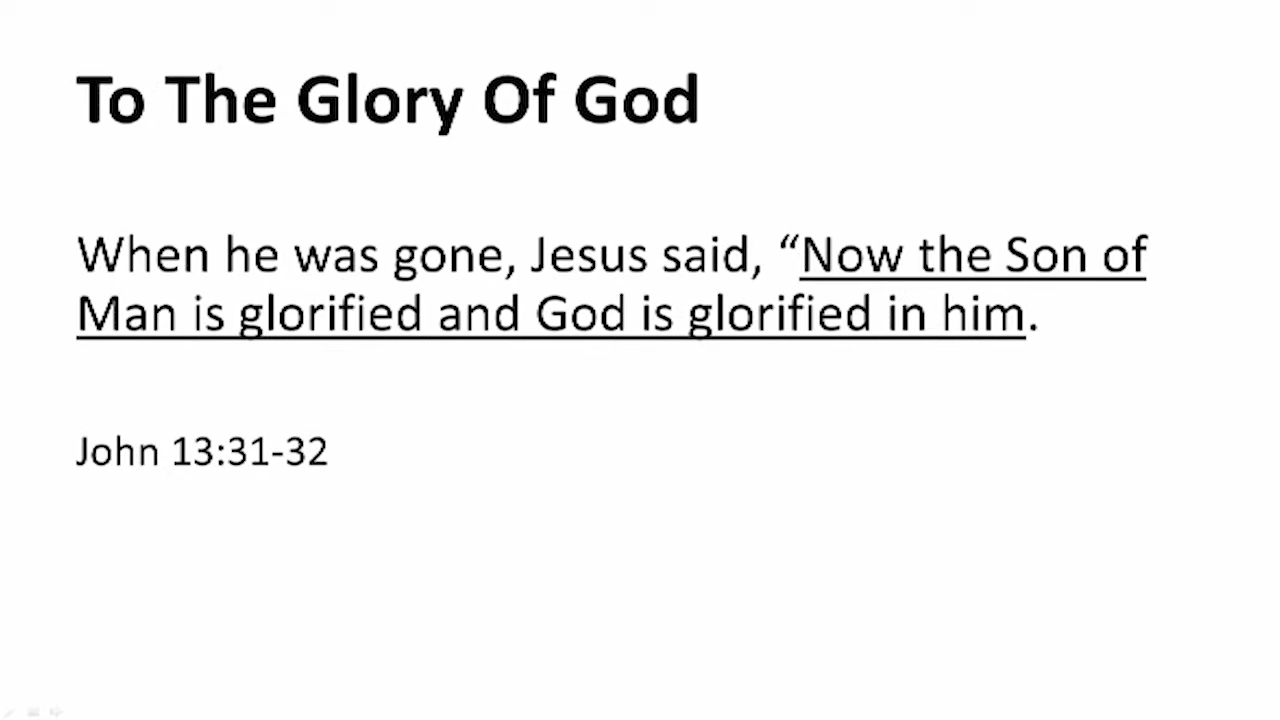 To The Glory Of God
When he was gone, Jesus said, “Now the Son of
Man is glorified and God is glorified in him.
John 13:31-32